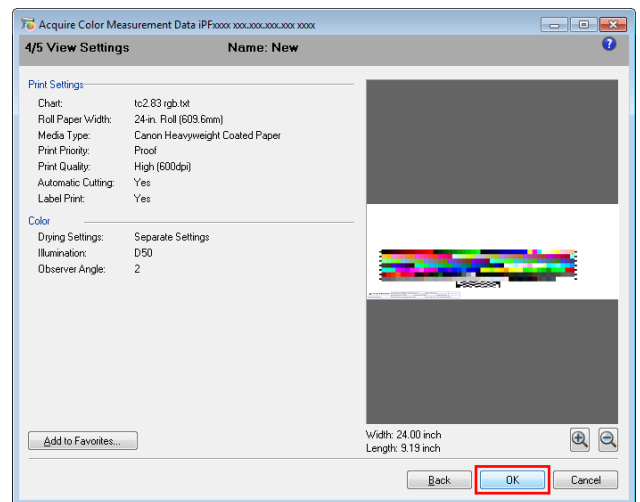 Acquire Color Measurement Data iPFxxxx xxx.xxx.xxx.xxx xxxx
4/5 View Settings Name: New
Print Settings
Chart: tc2.83 rgb.txt
Roll Paper Width: 24-in. Roll (609.6mm)
Media Type: Canon Heavyweight Coated Paper
Print Priority: Proof
Print Quality: High (600dpi)
Automatic Cutting: Yes
Label Print: Yes
Color
Drying Settings: Separate Settings
Illumination: D50
Observer Angle: 2
Add to Favorites...
Width: 24.00 inch
Length: 9.19 inch
Back OK Cancel